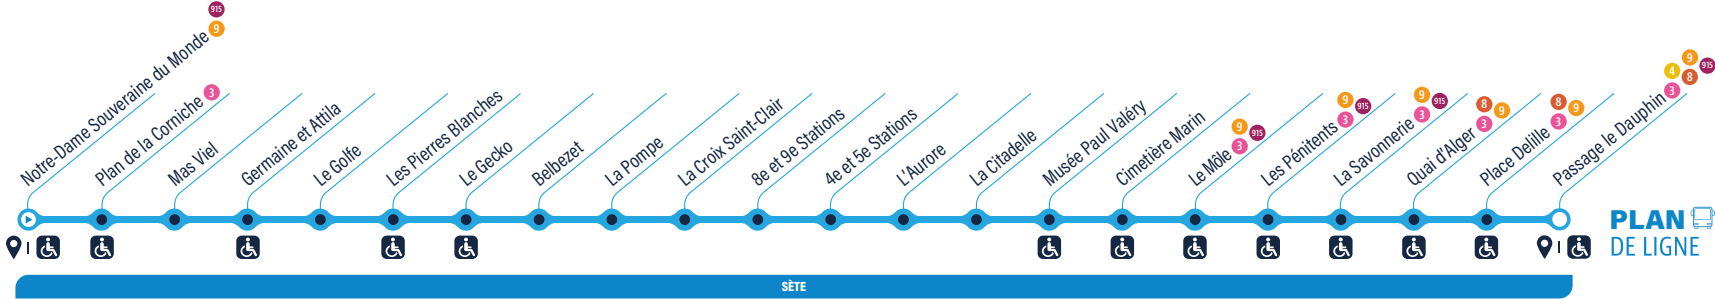 915
9
Notre-Dame Souveraine du Monde
3
Plan de la Corniche
Mas Viel
Germaine et Attila
Le Golfe
Les Pierres Blanches
Le Gecko
Belbezet
La Pompe
La Croix Saint-Clair
8e et 9e Stations
4e et 5e Stations
L'Aurore
La Citadelle
Musée Paul Valéry
Cimetière Marin
9 915
3
Le Môle
9 915
3
Les Pénitents
9 915
3
La Savonnerie
8 9
3
Quai d'Alger
8 9
3
Place Delille
9
4 8 915
3
Passage le Dauphin
PLAN
DE LIGNE
SÈTE